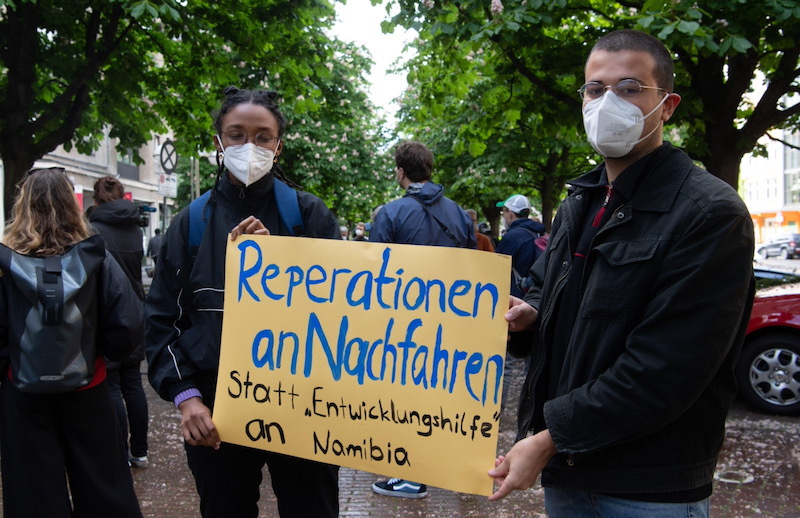 Reperationen
an Nachfahren
Statt „Entwicklungshilfe"
an Namibia